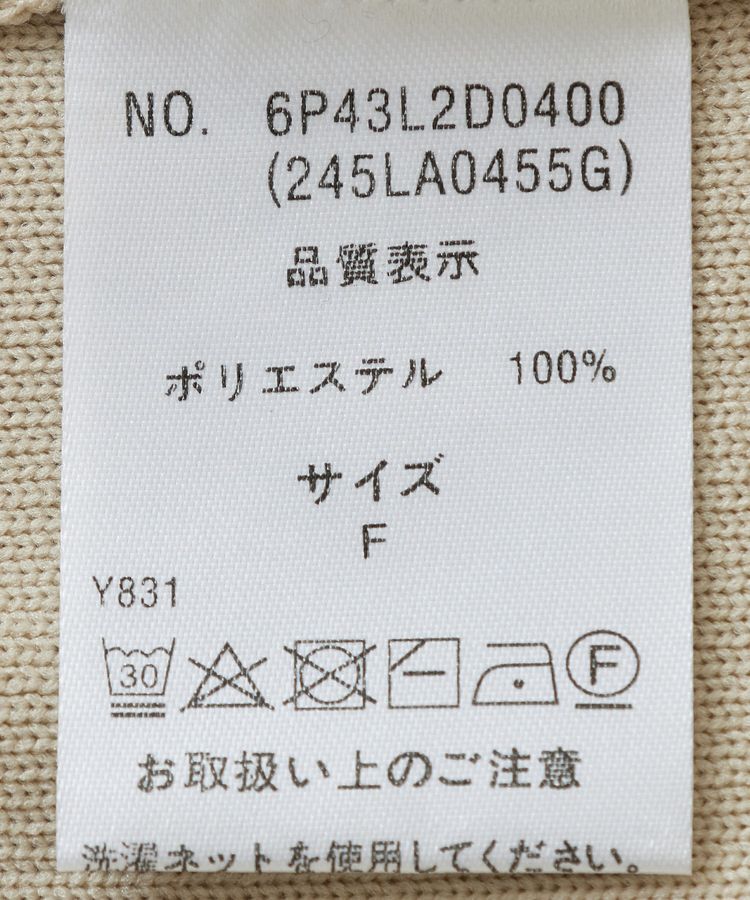 NO. 6P43L2D0400
(245LA0455G)
品質表示
ポリエステル 100%
サイズ
F
Y831
30 F
お取扱い上のご注意
洗濯ネットを使用してください。